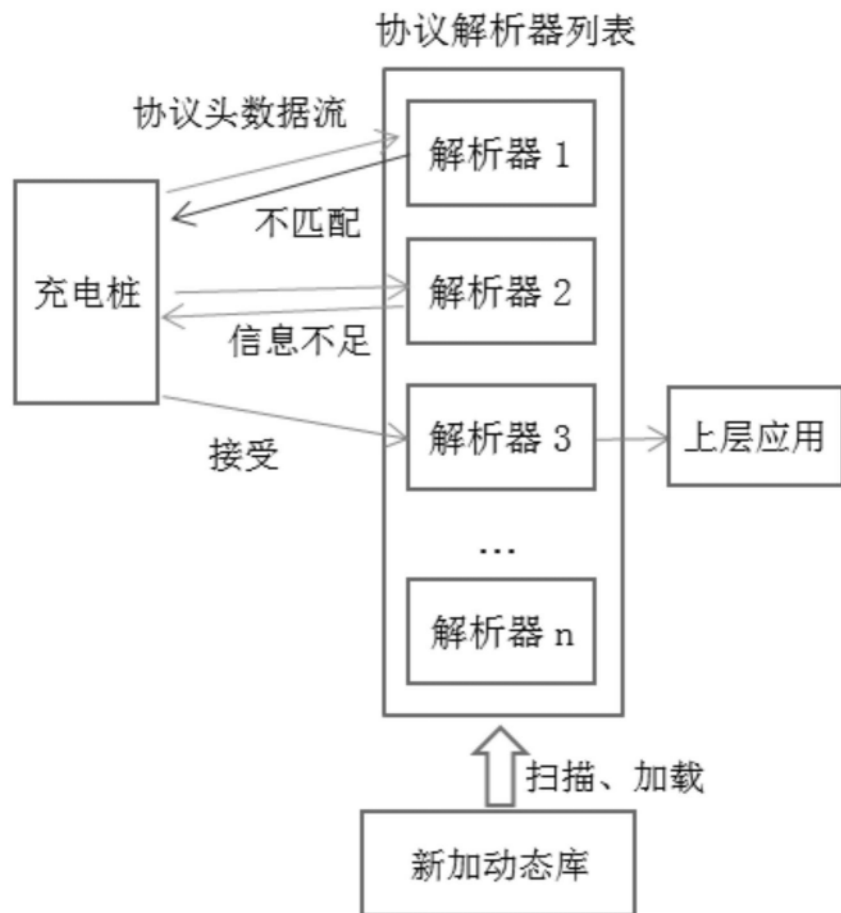 协议解析器列表
协议头数据流
解析器 1
不匹配
充电桩
解析器 2
信息不足
解析器 3
接受
上层应用
...
解析器 n
扫描、加载
新加动态库